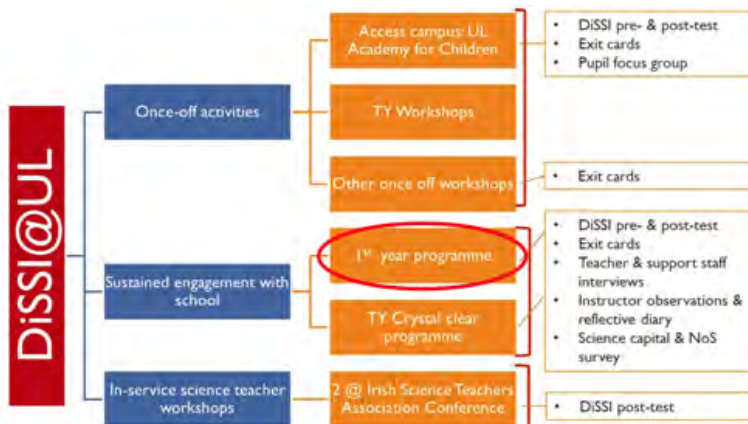 DiSSI@UL
Once-off activities
Access campus: UL
Academy for Children
TY Workshops
Other once off workshops
• DiSSI pre- & post-test
• Exit cards
• Pupil focus group
• Exit cards
Sustained engagement with
school
1st year programme
TY Crystal clear
programme
• DiSSI pre- & post-test
• Exit cards
• Teacher & support staff
interviews
• Instructor observations &
reflective diary
• Science capital & NoS
survey
In-service science teacher
workshops
2 @ Irish Science Teachers
Association Conference
• DiSSI post-test